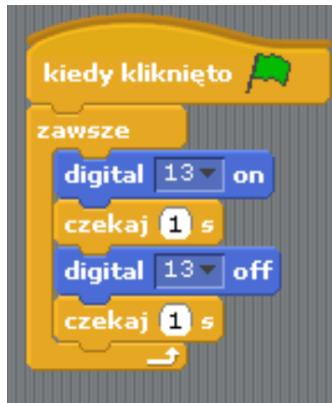 kiedy kliknięto
zawsze
digital 13 on
czekaj 1 s
digital 13 off
czekaj 1 s